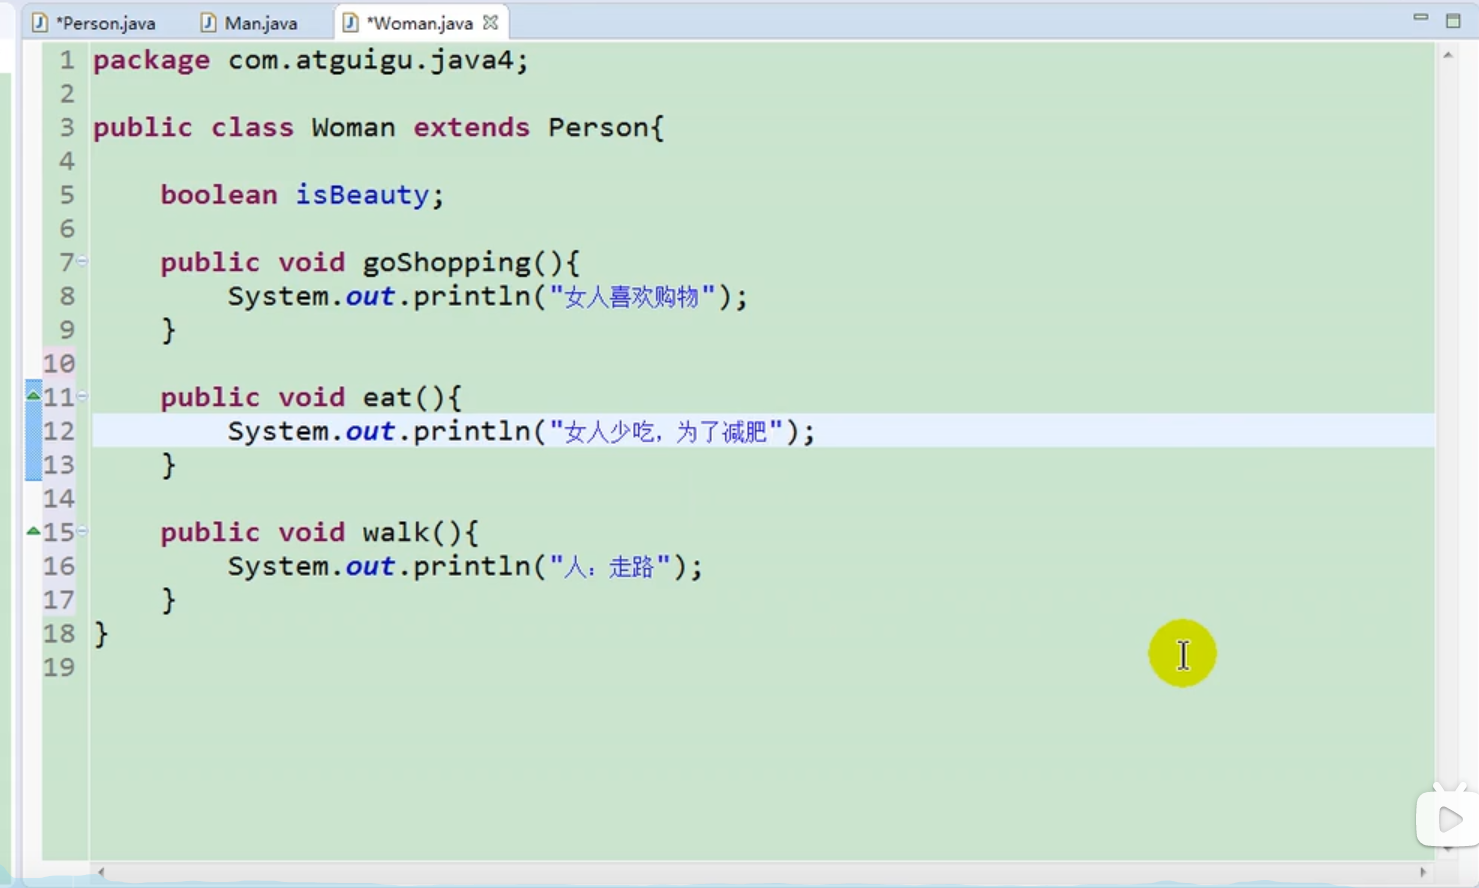 *Person.java Man.java *Woman.java
1 package com.atguigu.java4;
2
3 public class Woman extends Person{
4
5 boolean isBeauty;
6
7 public void goShopping(){
8 System.out.println("女人喜欢购物");
9 }
10
11 public void eat(){
12 System.out.println("女人少吃，为了减肥");
13 }
14
15 public void walk(){
16 System.out.println("人：走路");
17 }
18 }
19